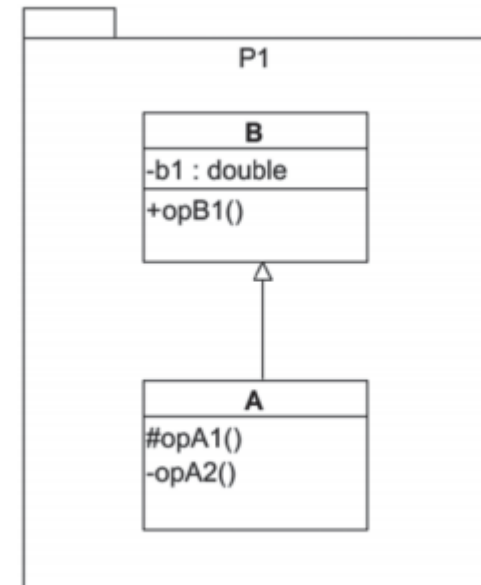 P1
B
-b1 : double
+opB1()
A
#opA1()
-opA2()